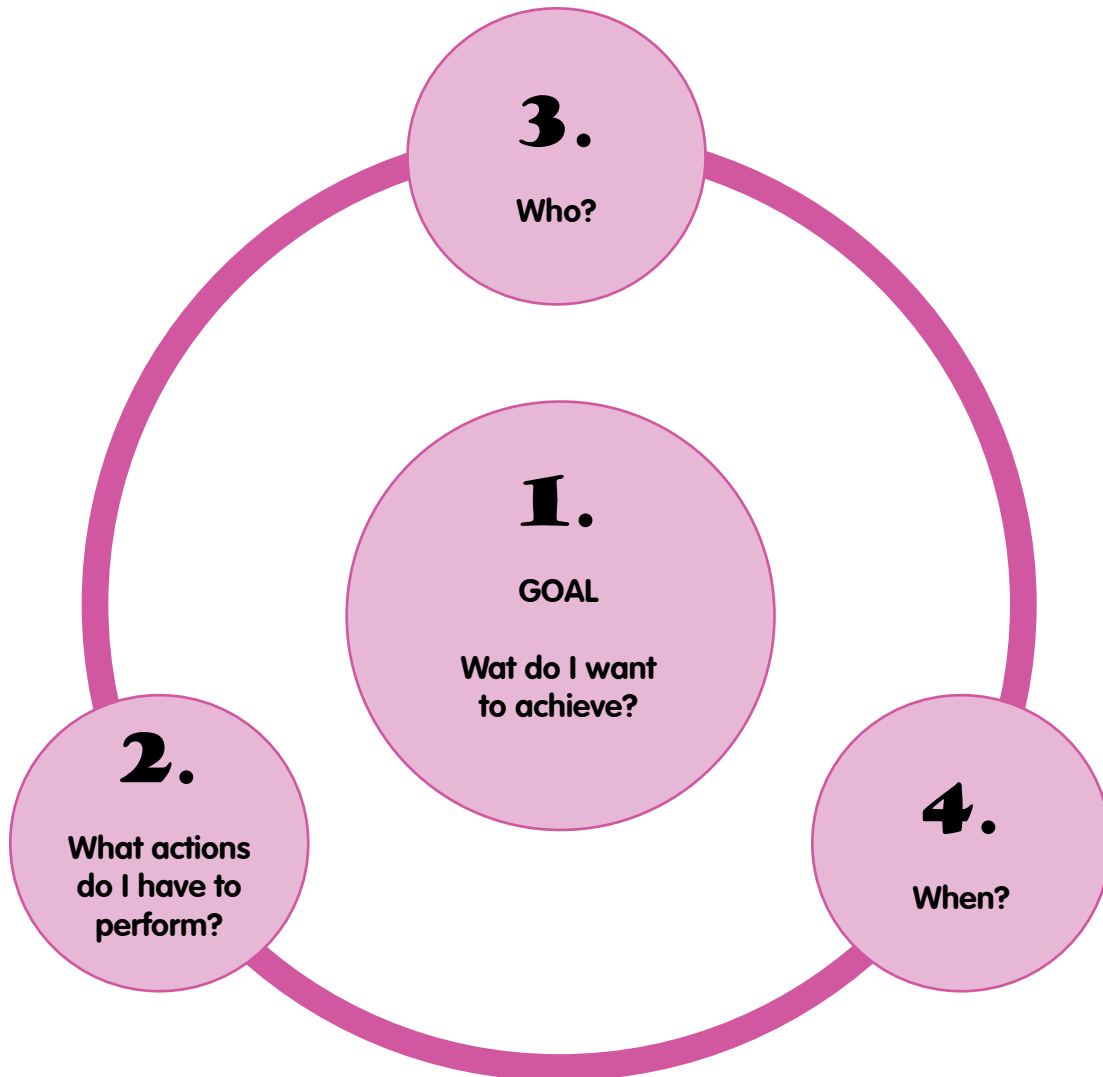 3.
Who?
1.
GOAL
Wat do I want
to achieve?
2.
What actions
do I have to
perform?
4.
When?